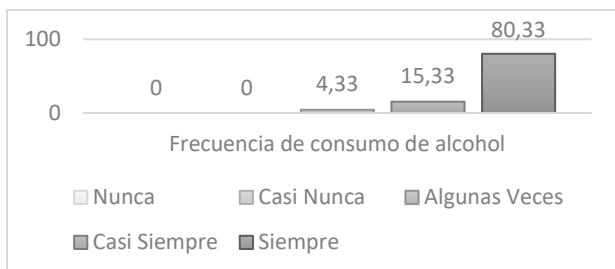 100
80,33
15,33
4,33
0
0
0
Frecuencia de consumo de alcohol
Nunca
Casi Nunca
Algunas Veces
Casi Siempre
Siempre